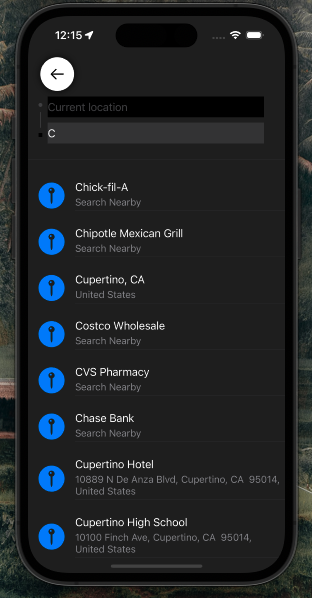 12:15
Current location
C
Chick-fil-A
Search Nearby
Chipotle Mexican Grill
Search Nearby
Cupertino, CA
United States
Costco Wholesale
Search Nearby
CVS Pharmacy
Search Nearby
Chase Bank
Search Nearby
Cupertino Hotel
10889 N De Anza Blvd, Cupertino, CA 95014,
United States
Cupertino High School
10100 Finch Ave, Cupertino, CA 95014,
United States